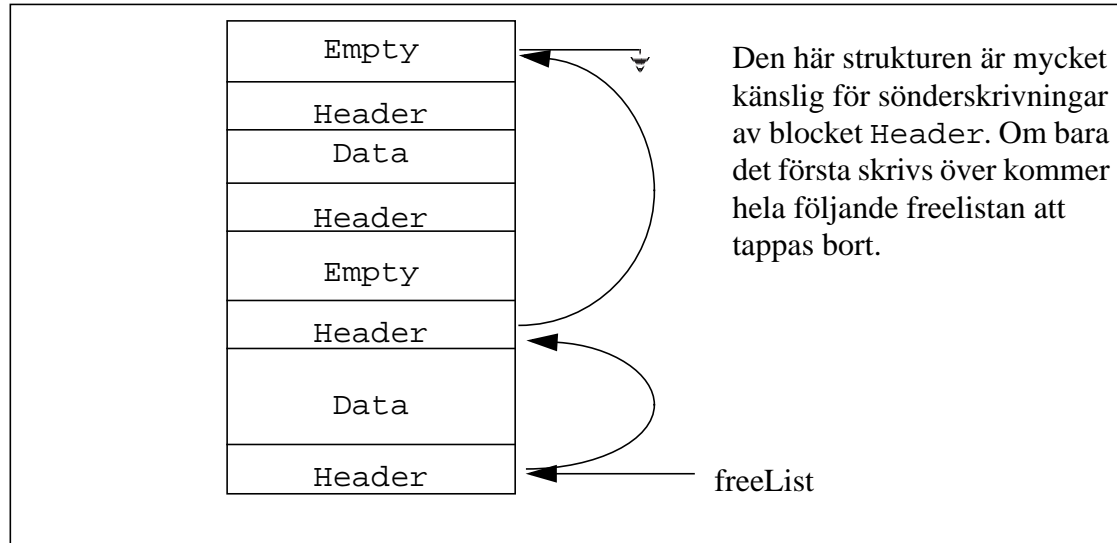 Empty
Header
Data
Header
Empty
Header
Data
Header
freeList
Den här strukturen är mycket
känslig för sönderskrivningar
av blocket Header. Om bara
det första skrivs över kommer
hela följande freelistan att
tappas bort.